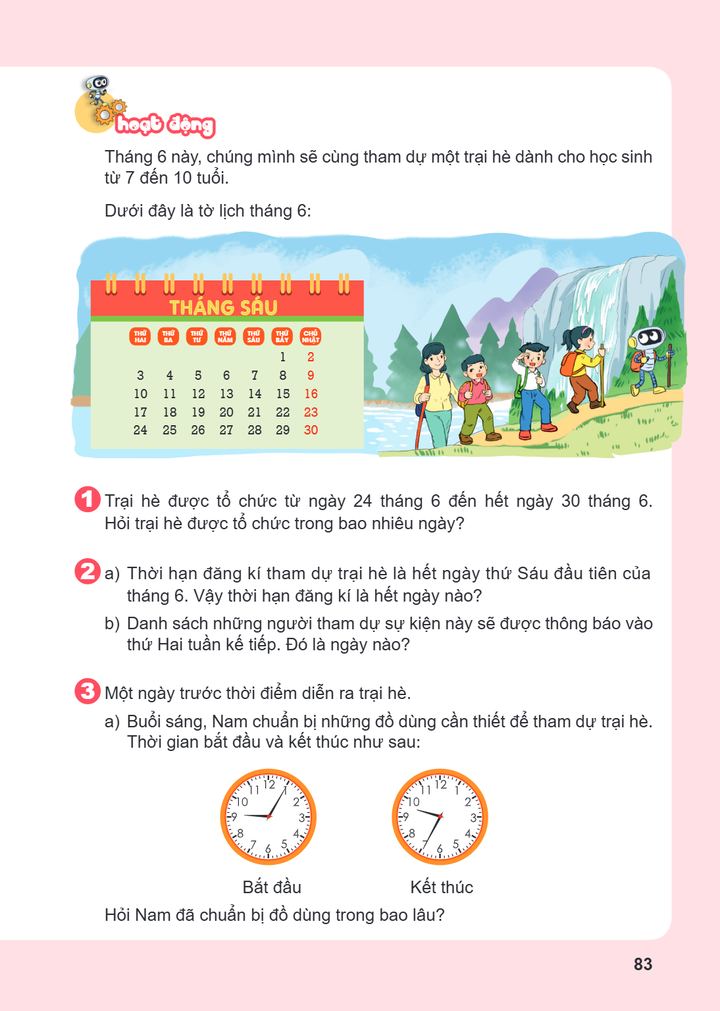 hoạt động
Tháng 6 này, chúng mình sẽ cùng tham dự một trại hè dành cho học sinh
từ 7 đến 10 tuổi.
Dưới đây là tờ lịch tháng 6:
THÁNG SÁU
THỨ HAI THỨ BA THỨ TƯ THỨ NĂM THỨ SÁU THỨ BẢY CHỦ NHẬT
1 2
3 4 5 6 7 8 9
10 11 12 13 14 15 16
17 18 19 20 21 22 23
24 25 26 27 28 29 30
1 Trại hè được tổ chức từ ngày 24 tháng 6 đến hết ngày 30 tháng 6.
Hỏi trại hè được tổ chức trong bao nhiêu ngày?
2 a) Thời hạn đăng kí tham dự trại hè là hết ngày thứ Sáu đầu tiên của
tháng 6. Vậy thời hạn đăng kí là hết ngày nào?
b) Danh sách những người tham dự sự kiện này sẽ được thông báo vào
thứ Hai tuần kế tiếp. Đó là ngày nào?
3 Một ngày trước thời điểm diễn ra trại hè.
a) Buổi sáng, Nam chuẩn bị những đồ dùng cần thiết để tham dự trại hè.
Thời gian bắt đầu và kết thúc như sau:
12 1 2 3 4 5 6 7 8 9 10 11
12 1 2 3 4 5 6 7 8 9 10 11
Bắt đầu Kết thúc
Hỏi Nam đã chuẩn bị đồ dùng trong bao lâu?
83